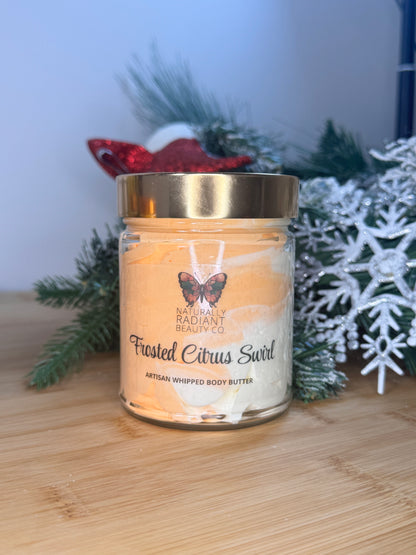 NATURALLY
RADIANT
BEAUTY CO.
Frosted Citrus Swirl
ARTISAN WHIPPED BODY BUTTER